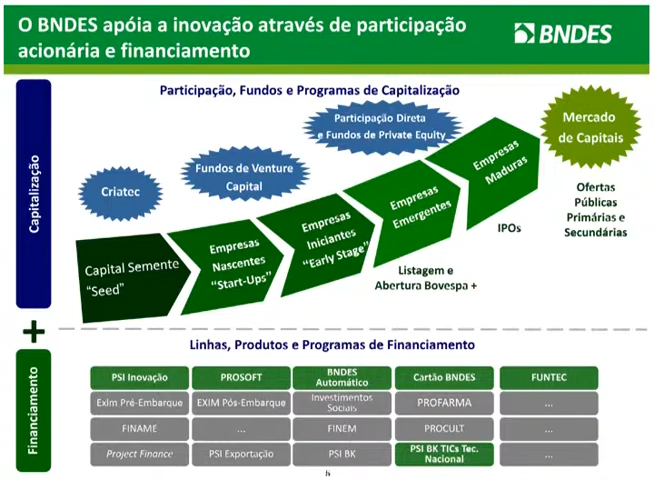 O BNDES apóia a inovação através de participação
acionária e financiamento
BNDES
Capitalização
Participação, Fundos e Programas de Capitalização
Criatec
Fundos de Venture
Capital
Participação Direta
e Fundos de Private Equity
Mercado
de Capitais
Capital Semente
"Seed"
Empresas
Nascentes
"Start-Ups"
Empresas
Iniciantes
"Early Stage"
Empresas
Emergentes
Empresas
Maduras
Listagem e
Abertura Bovespa +
IPOs
Ofertas
Públicas
Primárias e
Secundárias
+
Financiamento
Linhas, Produtos e Programas de Financiamento
PSI Inovação PROSOFT BNDES Automático Cartão BNDES FUNTEC
Exim Pré-Embarque EXIM Pós-Embarque Investimentos Sociais PROFARMA ...
FINAME ... FINEM PROCULT ...
Project Finance PSI Exportação PSI BK PSI BK TICs Tec. Nacional ...